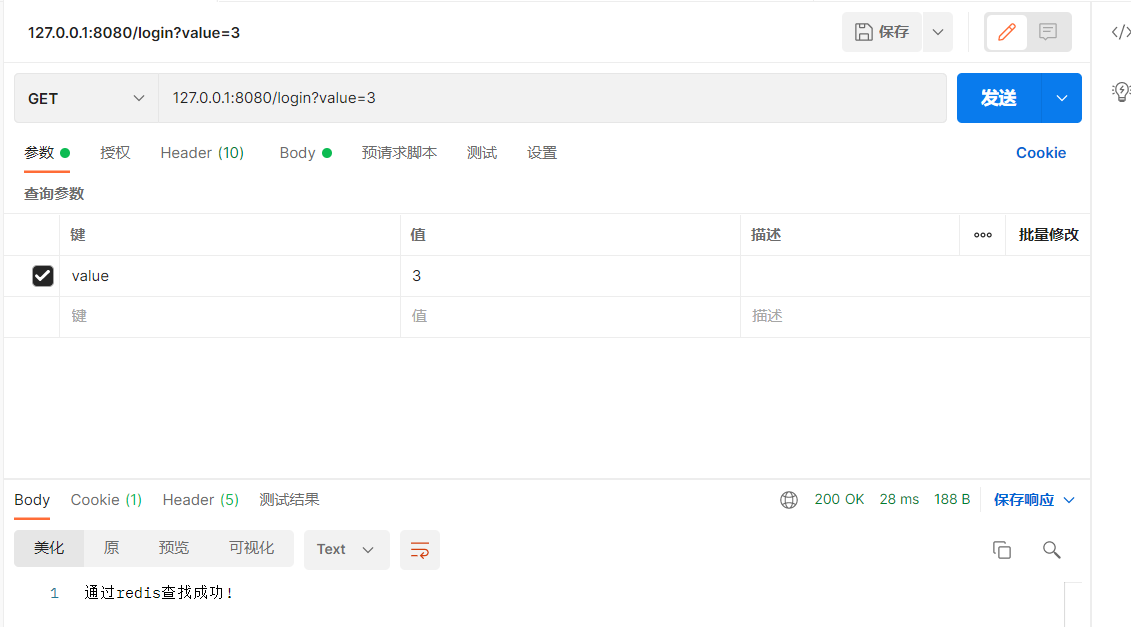 127.0.0.1:8080/login?value=3 保存
GET 127.0.0.1:8080/login?value=3 发送
参数 授权 Header (10) Body 预请求脚本 测试 设置 Cookie
查询参数
键 值 描述 批量修改
value 3
键 值 描述
Body Cookie (1) Header (5) 测试结果 200 OK 28 ms 188 B 保存响应
美化 原 预览 可视化 Text
1 通过redis查找成功!